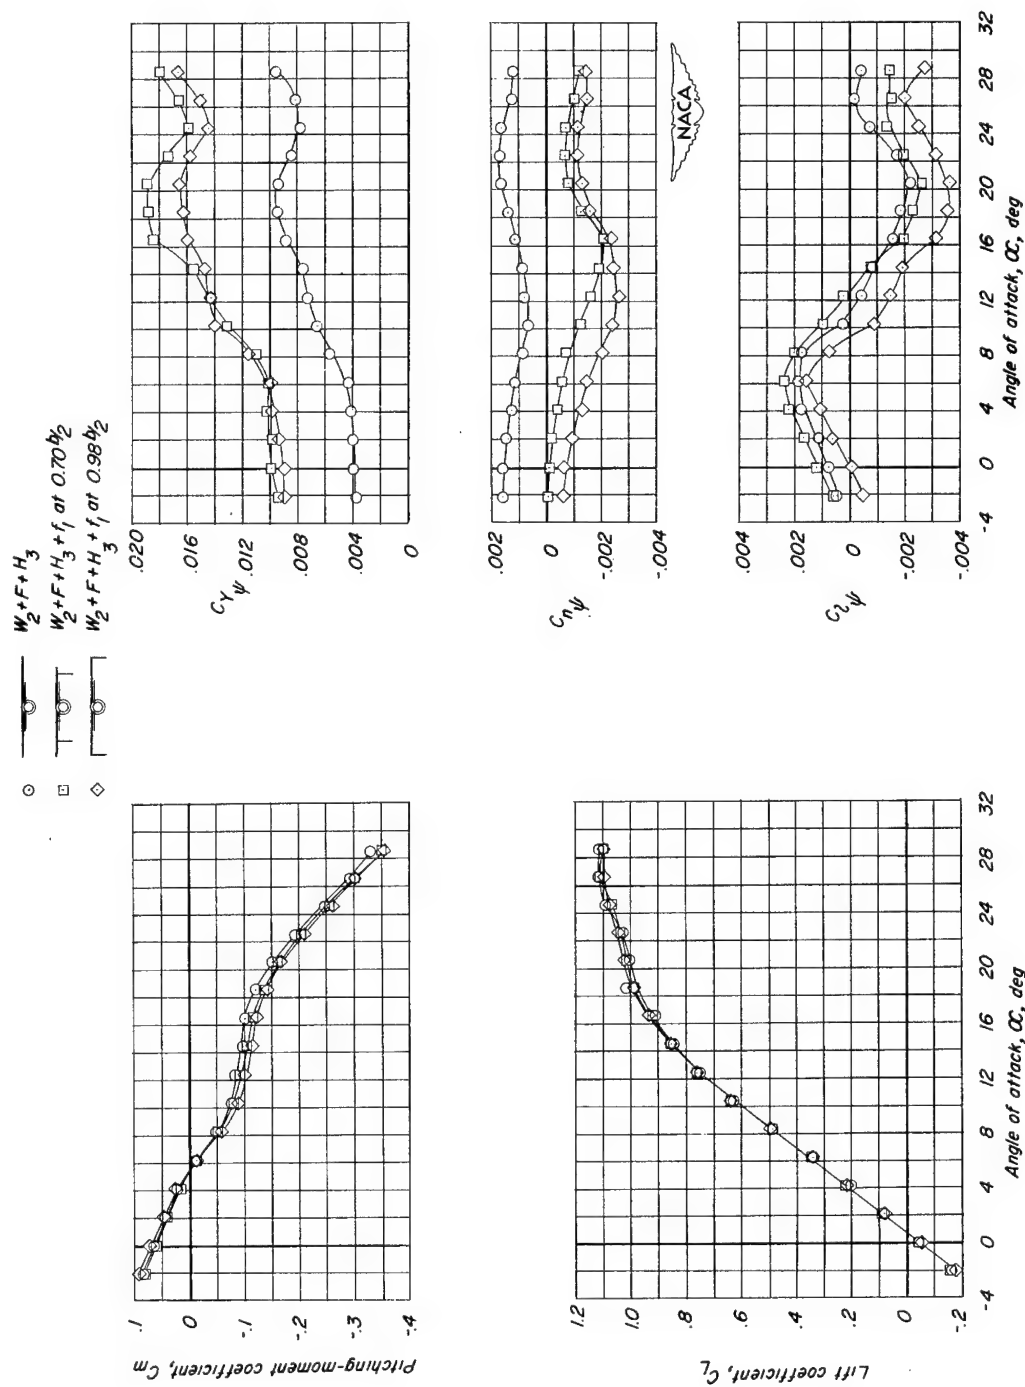 W2+F+H3
W2+F+H3+f1 at 0.70 b/2
W2+F+H3+f1 at 0.98 b/2
.1
0
-.1
-.2
-.3
-.4
Pitching-moment coefficient, Cm
1.2
1.0
.8
.6
.4
.2
0
-.2
Lift coefficient, CL
-4 0 4 8 12 16 20 24 28 32
Angle of attack, α, deg
.020
.016
.012
.008
.004
0
CYψ
.002
0
-.002
-.004
Cnψ
NACA
.004
.002
0
-.002
-.004
Clψ
-4 0 4 8 12 16 20 24 28 32
Angle of attack, α, deg